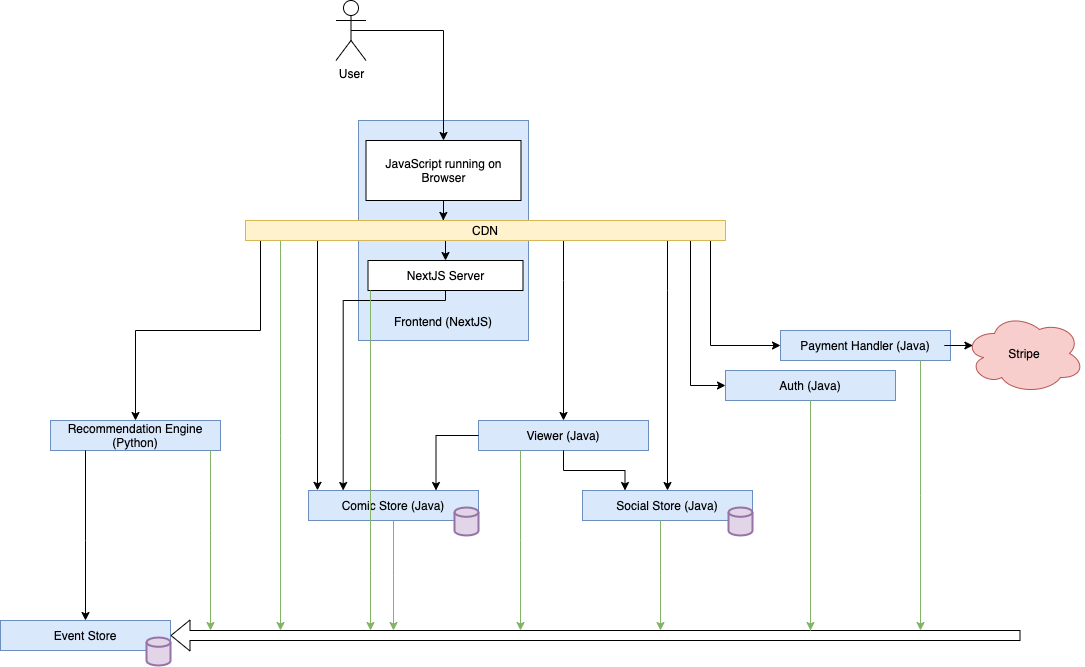 User
JavaScript running on
Browser
CDN
NextJS Server
Frontend (NextJS)
Payment Handler (Java)
Stripe
Auth (Java)
Recommendation Engine
(Python)
Viewer (Java)
Comic Store (Java)
Social Store (Java)
Event Store